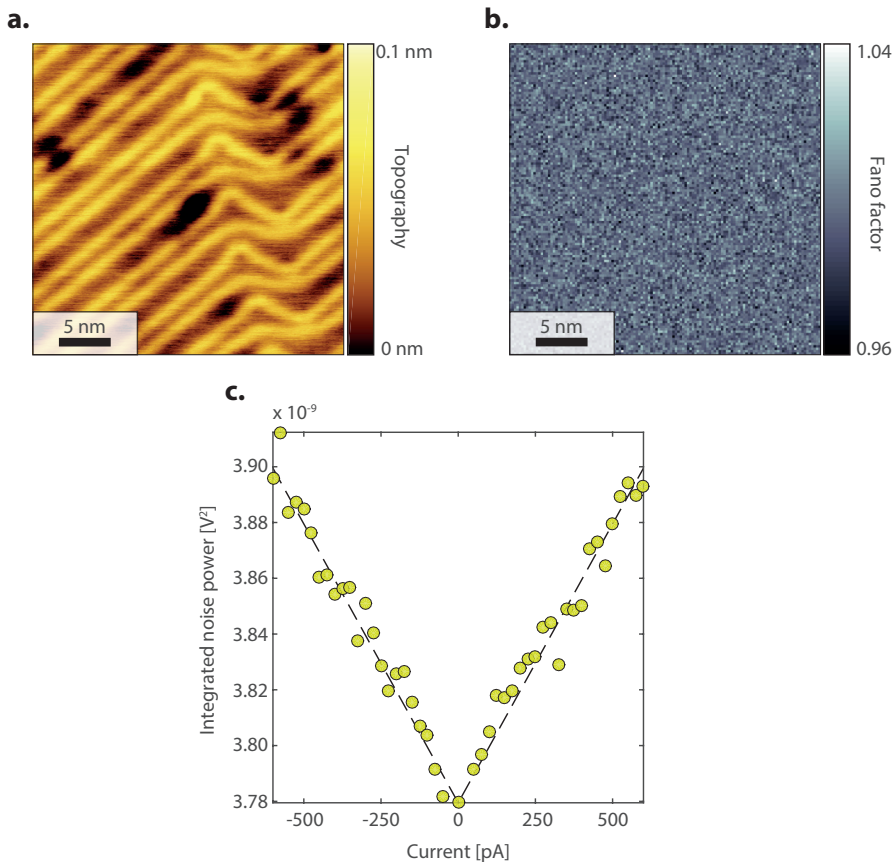 a.
0.1 nm
Topography
0 nm
5 nm
b.
1.04
Fano factor
0.96
5 nm
c.
x 10⁻⁹
Integrated noise power [V²]
3.90
3.88
3.86
3.84
3.82
3.80
3.78
-500 -250 0 250 500
Current [pA]